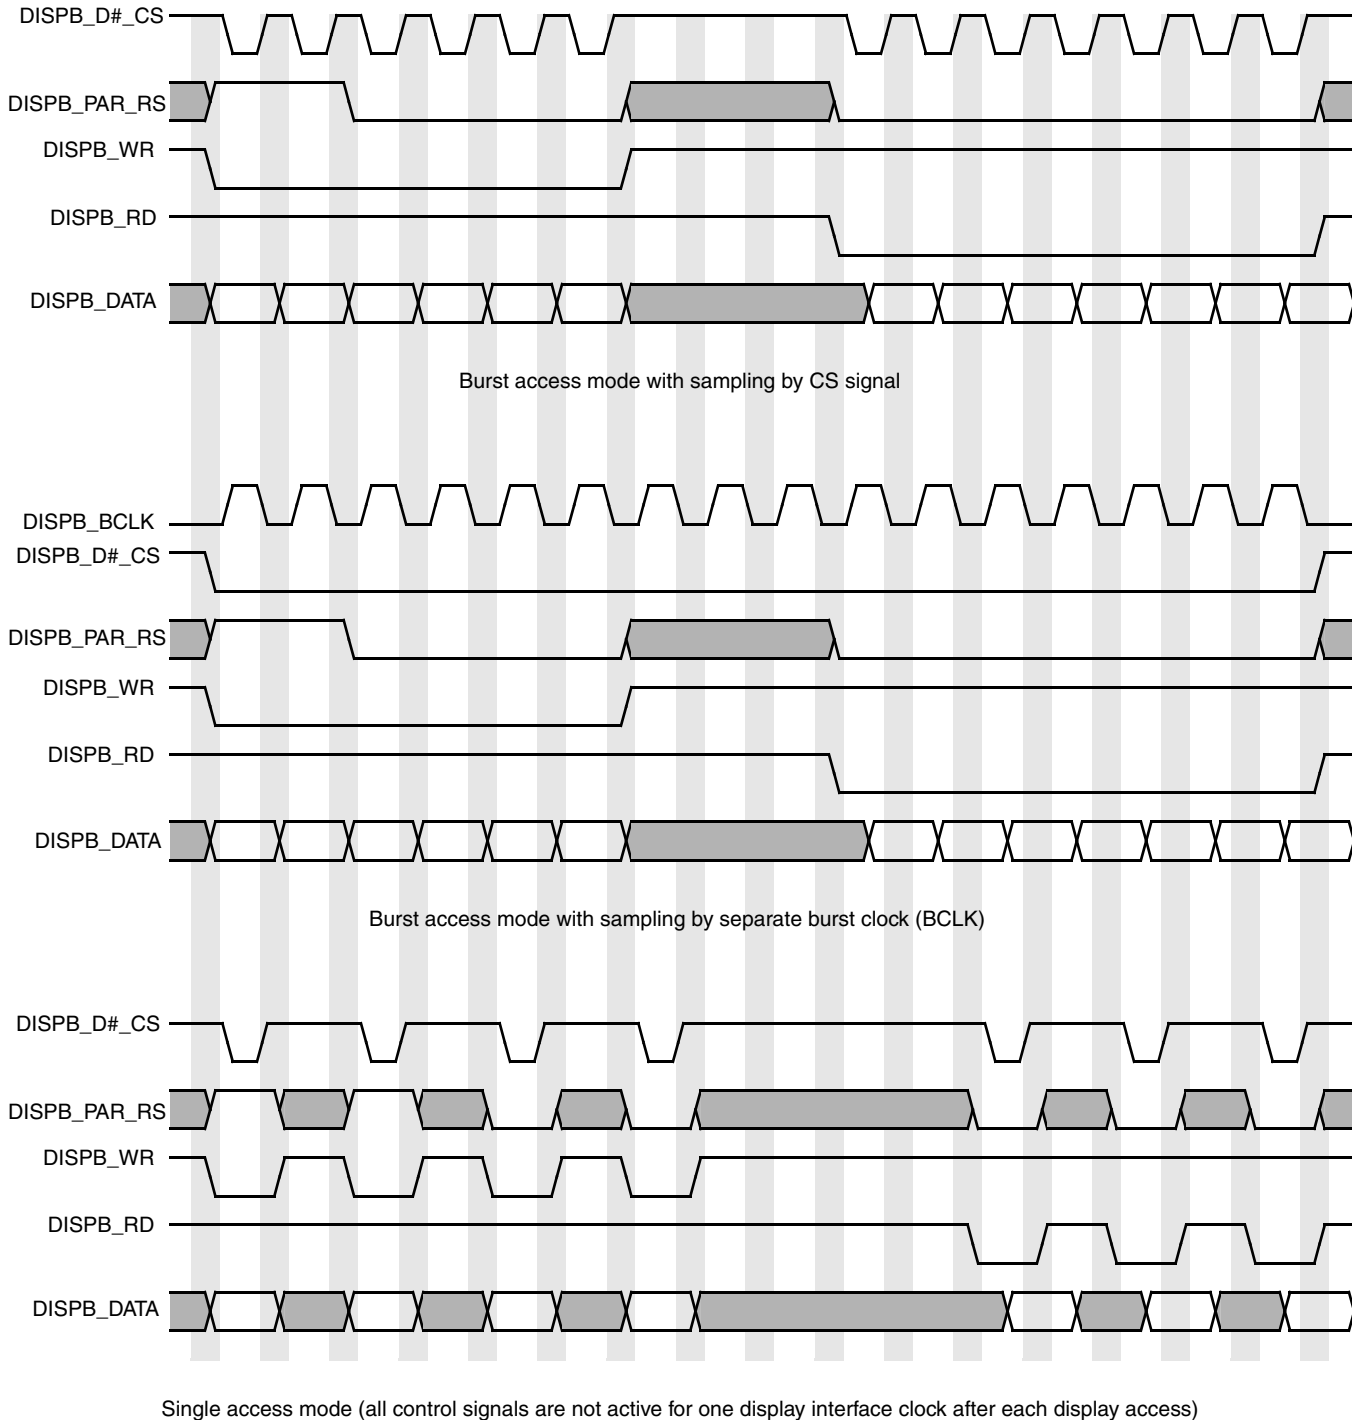 DISPB_D#_CS
DISPB_PAR_RS
DISPB_WR
DISPB_RD
DISPB_DATA
Burst access mode with sampling by CS signal
DISPB_BCLK
DISPB_D#_CS
DISPB_PAR_RS
DISPB_WR
DISPB_RD
DISPB_DATA
Burst access mode with sampling by separate burst clock (BCLK)
DISPB_D#_CS
DISPB_PAR_RS
DISPB_WR
DISPB_RD
DISPB_DATA
Single access mode (all control signals are not active for one display interface clock after each display access)